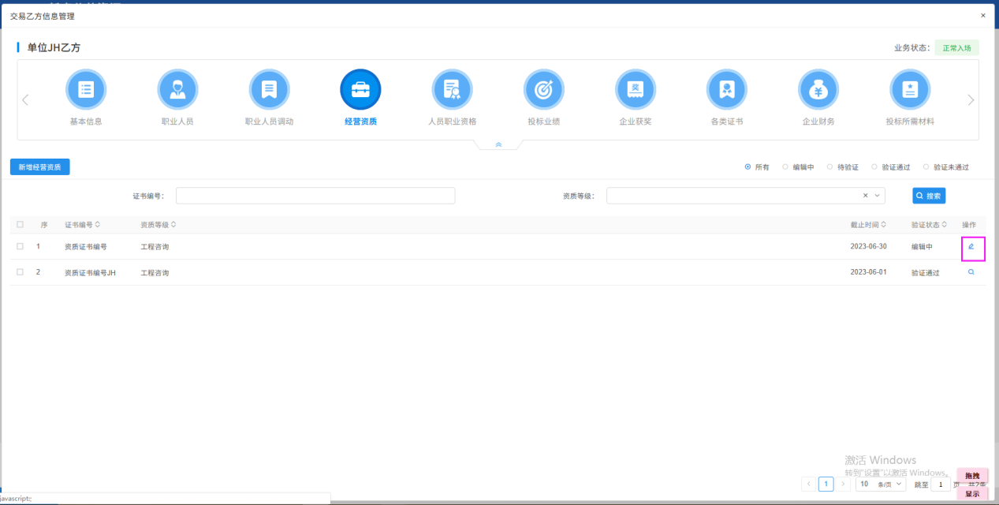 交易乙方信息管理 ×
单位JH乙方
业务状态： 正常入场
基本信息 职业人员 职业人员调动 经营资质 人员职业资格 投标业绩 企业获奖 各类证书 企业财务 投标所需材料
新增经营资质
所有 编辑中 待验证 验证通过 验证未通过
证书编号： 资质等级： 搜索
序 证书编号 资质等级 截止时间 验证状态 操作
1 资质证书编号 工程咨询 2023-06-30 编辑中
2 资质证书编号JH 工程咨询 2023-06-01 验证通过
激活 Windows
转到"设置"以激活 Windows。
1 10 条/页 跳至 1 页 共2条
拖拽
显示
javascript:;